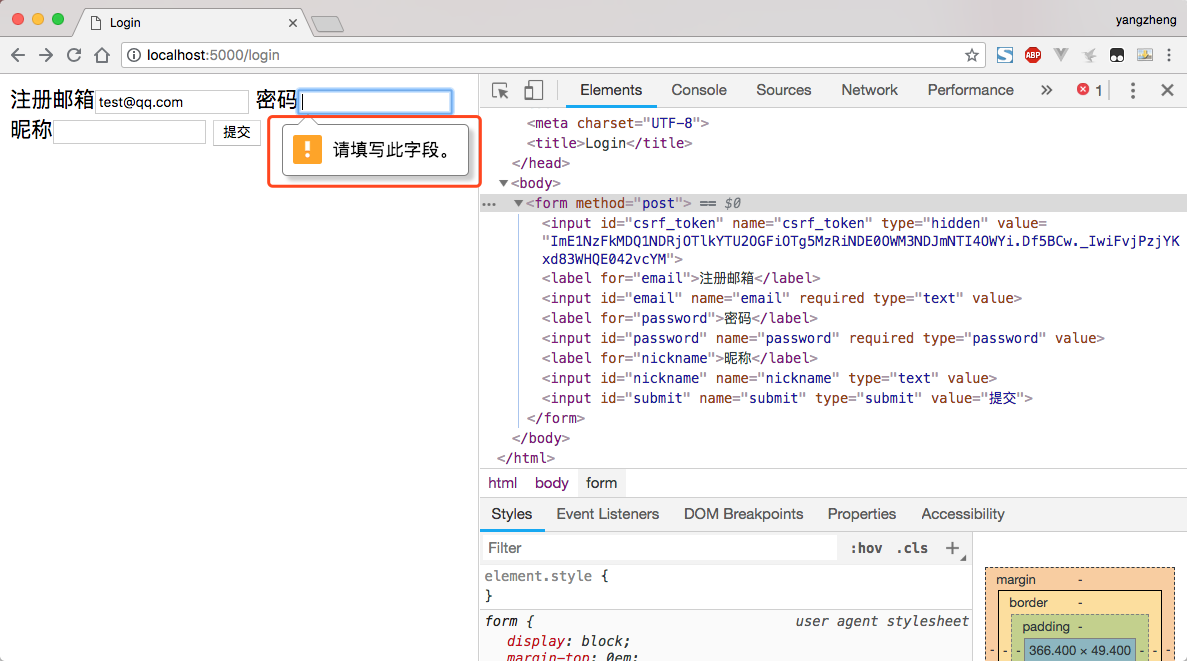 Login
yangzheng
localhost:5000/login
注册邮箱 test@qq.com 密码
昵称 提交
请填写此字段。
Elements Console Sources Network Performance » 1
<meta charset="UTF-8">
<title>Login</title>
</head>
▼<body>
… ▼<form method="post"> == $0
<input id="csrf_token" name="csrf_token" type="hidden" value=
"ImE1NzFkMDQ1NDRjOTlkYTU2OGFiOTg5MzRiNDE0OWM3NDJmNTI4OWYi.Df5BCw._IwiFvjPzjYK
xd83WHQE042vcYM">
<label for="email">注册邮箱</label>
<input id="email" name="email" required type="text" value>
<label for="password">密码</label>
<input id="password" name="password" required type="password" value>
<label for="nickname">昵称</label>
<input id="nickname" name="nickname" type="text" value>
<input id="submit" name="submit" type="submit" value="提交">
</form>
</body>
</html>
html body form
Styles Event Listeners DOM Breakpoints Properties Accessibility
Filter :hov .cls +
element.style {
}
form { user agent stylesheet
display: block;
margin-top: 0em;
margin -
border -
padding -
- - - 366.400 × 49.400 - - -
ABP